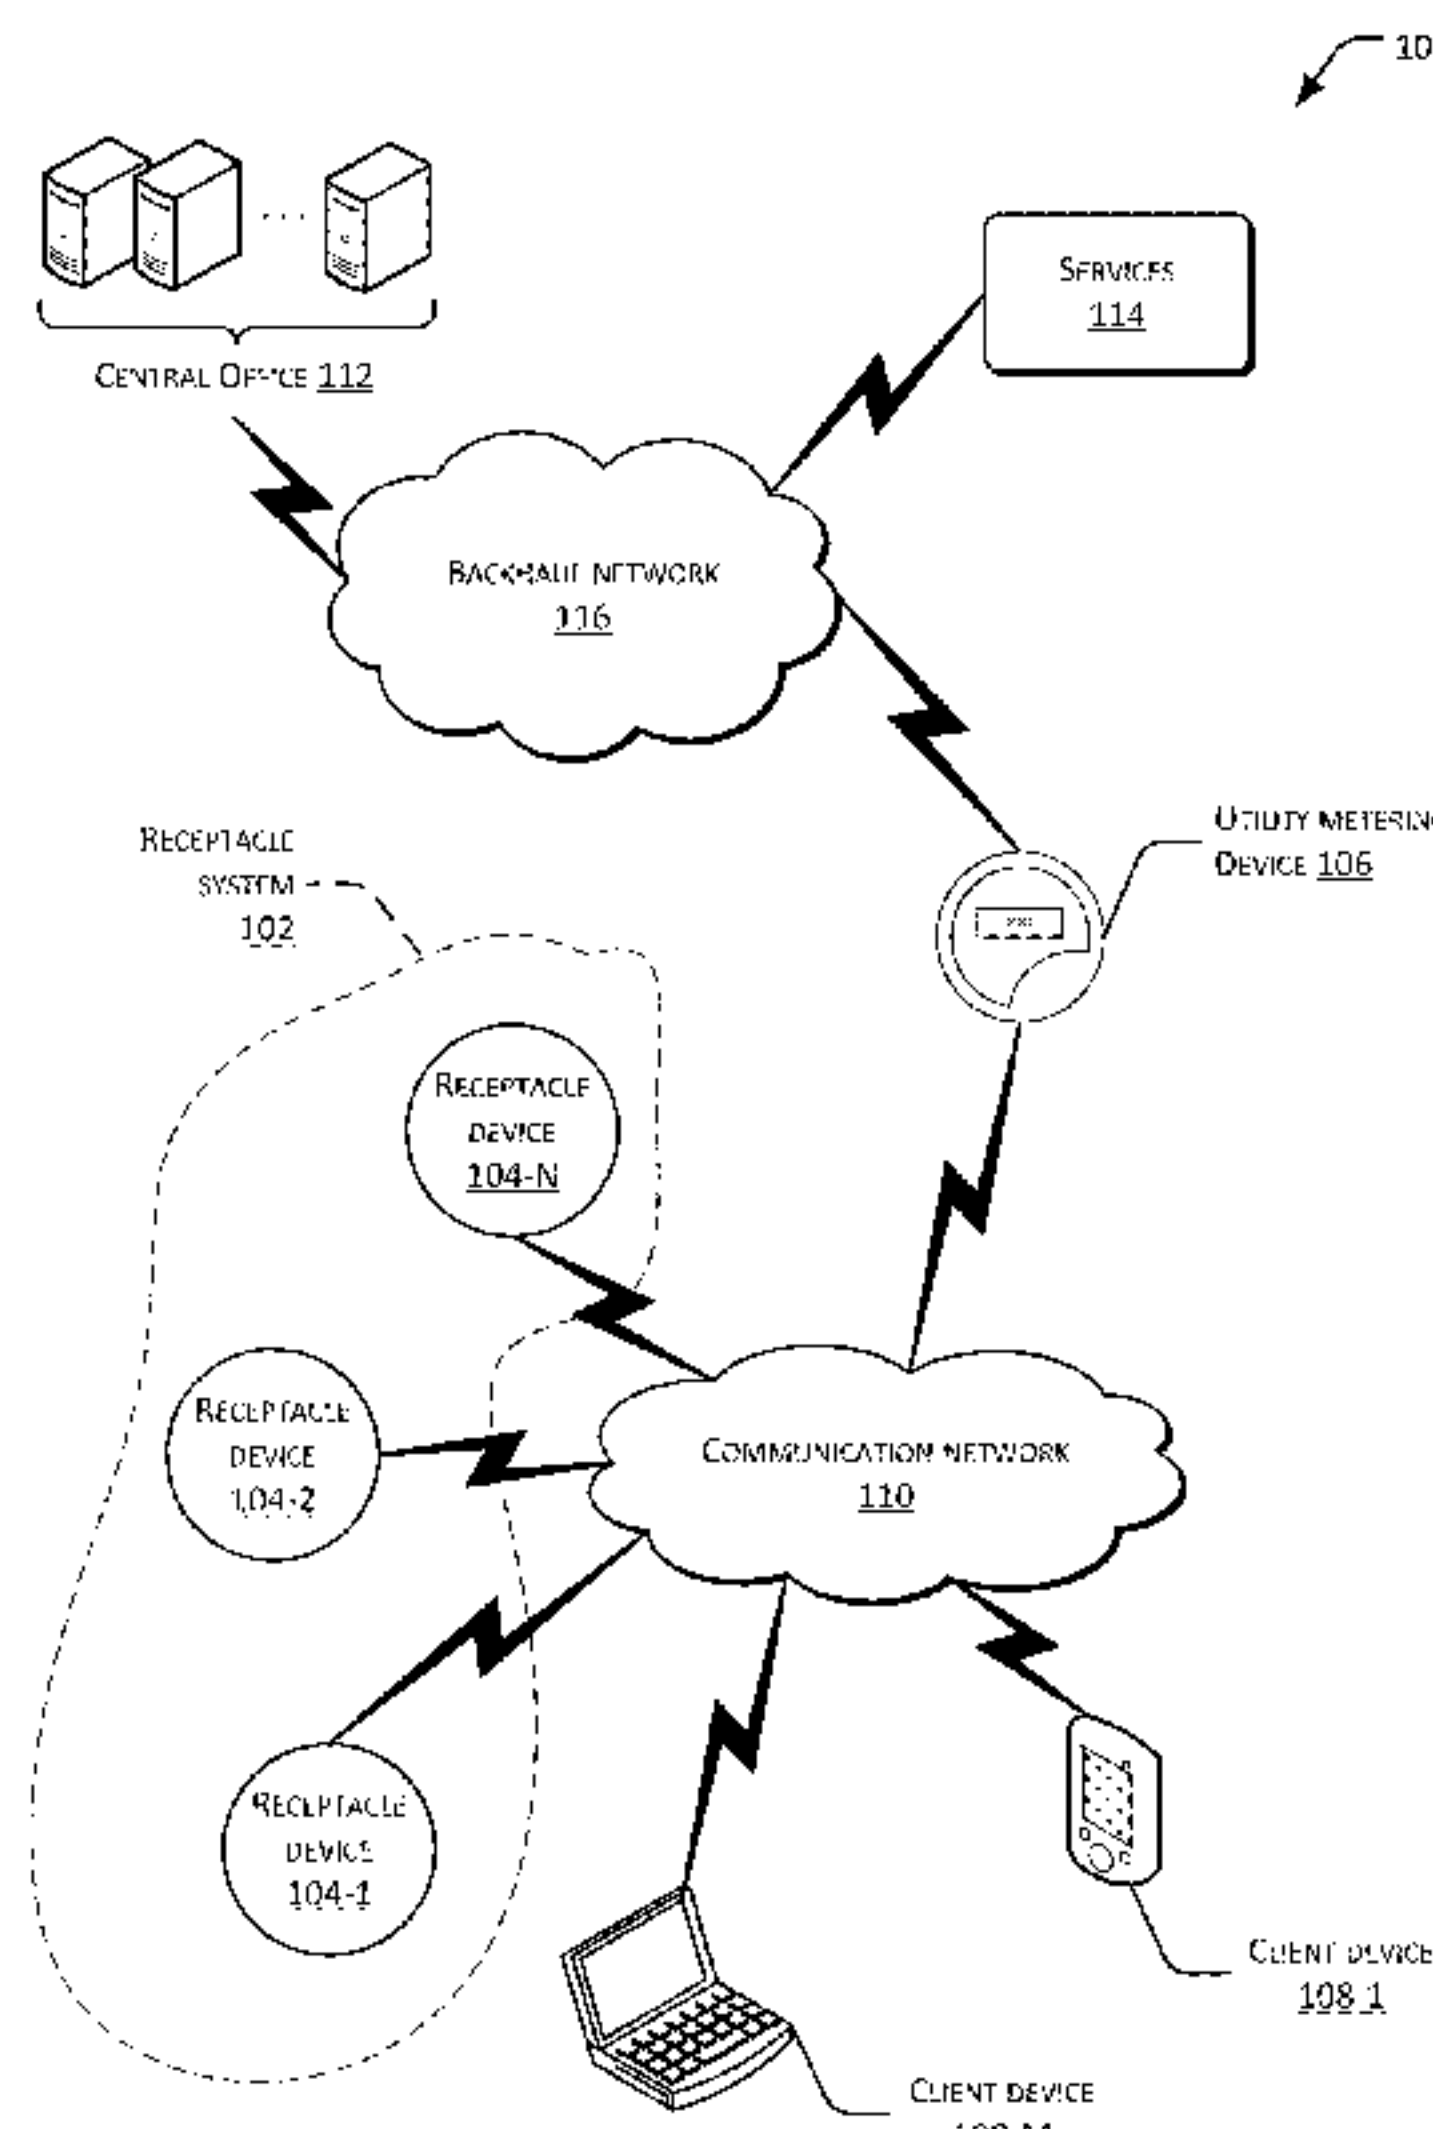 10
SERVICES
114
CENTRAL OFFICE 112
BACKHAUL NETWORK
116
UTILITY METERIN
DEVICE 106
RECEPTACLE
SYSTEM
102
RECEPTACLE
DEVICE
104-N
RECEPTACLE
DEVICE
104-2
COMMUNICATION NETWORK
110
RECEPTACLE
DEVICE
104-1
CLIENT DEVICE
108-1
CLIENT DEVICE